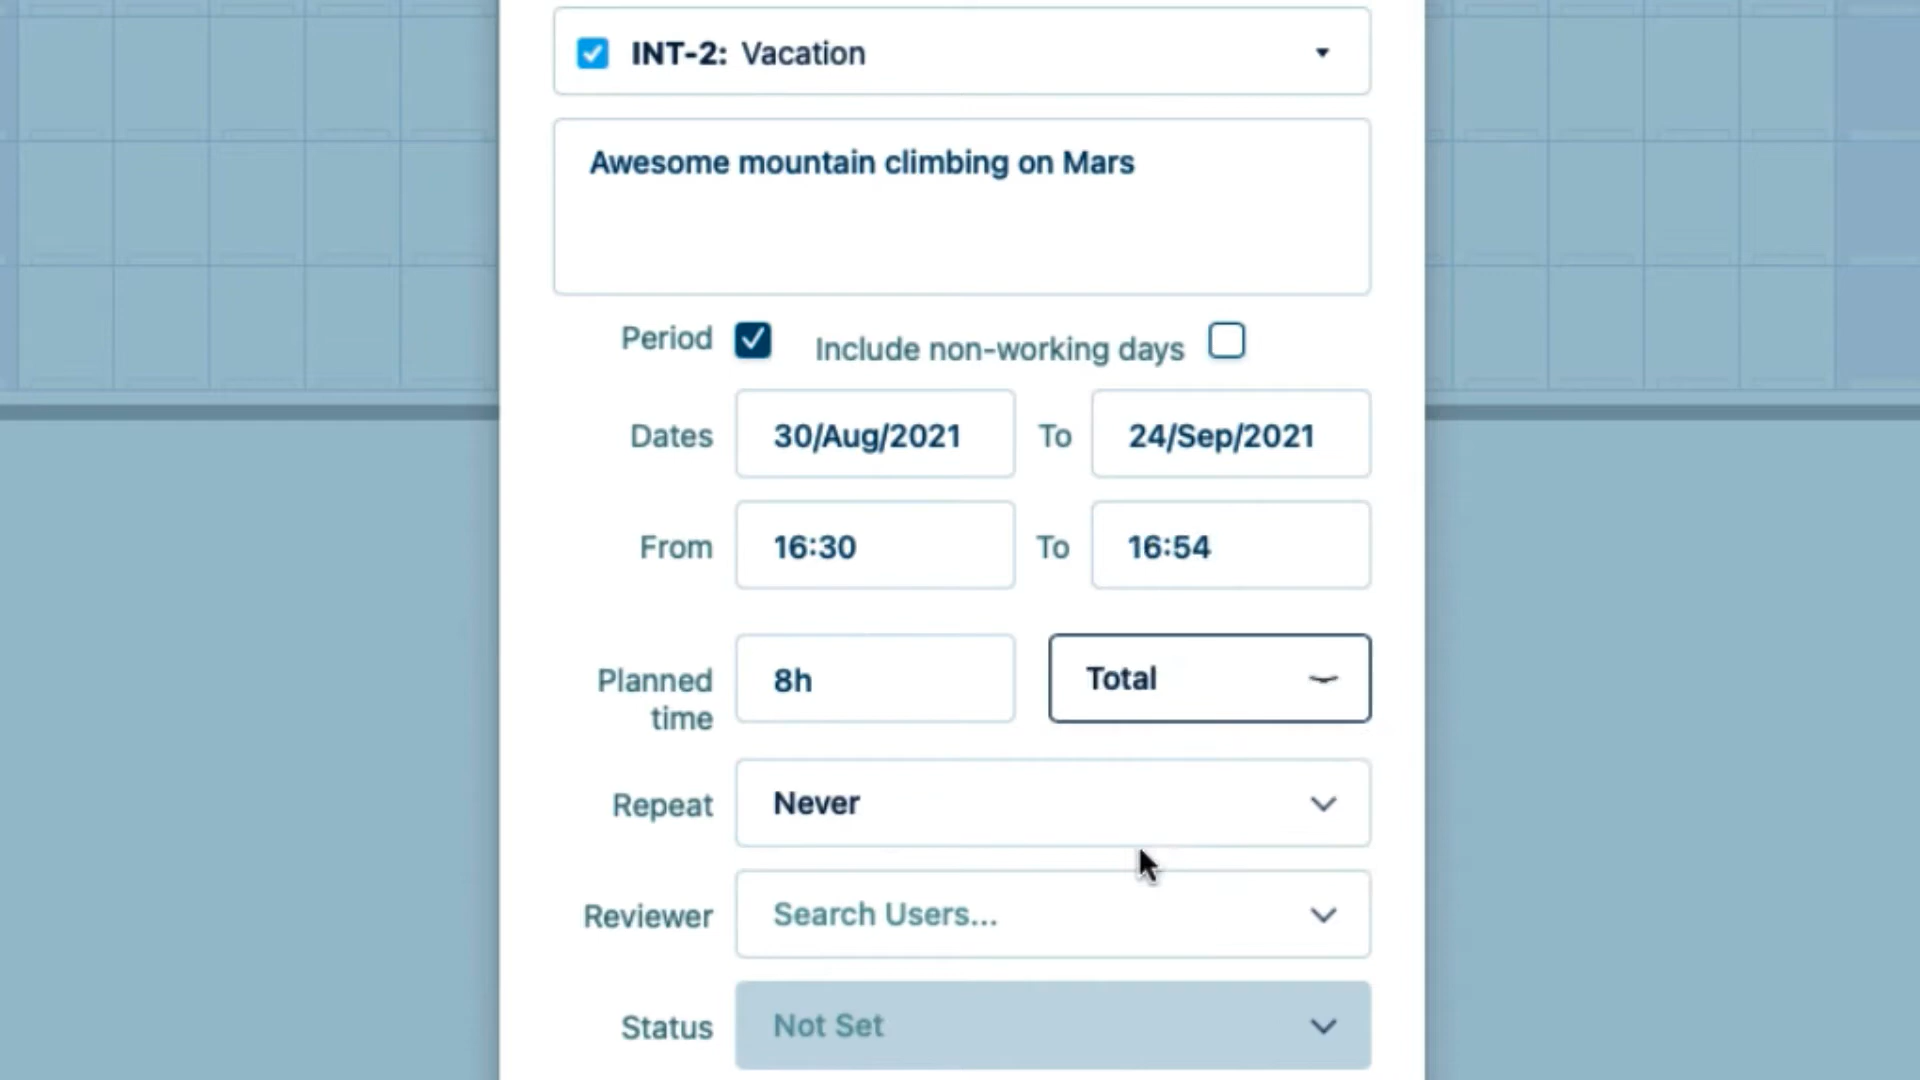 INT-2: Vacation
Awesome mountain climbing on Mars
Period Include non-working days
Dates 30/Aug/2021 To 24/Sep/2021
From 16:30 To 16:54
Planned time 8h Total
Repeat Never
Reviewer Search Users...
Status Not Set